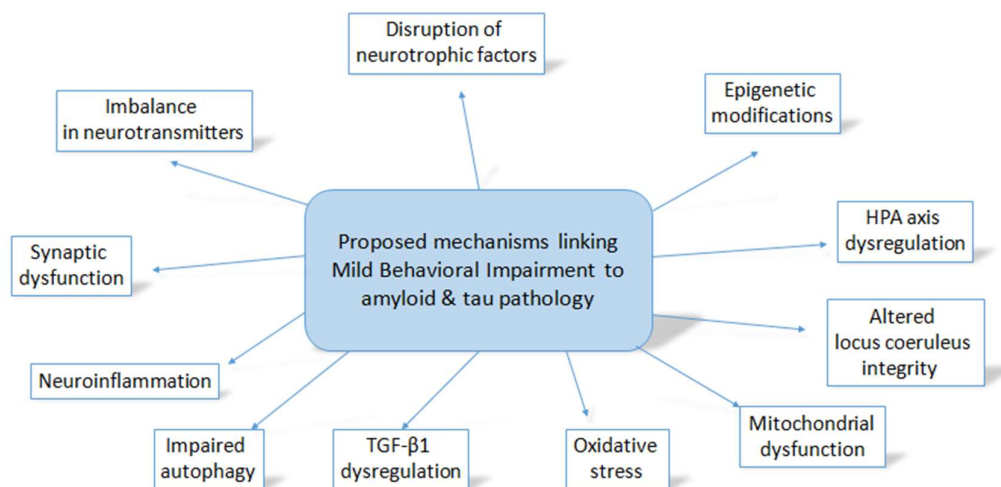 Disruption of
neurotrophic factors
Imbalance
in neurotransmitters
Epigenetic
modifications
Synaptic
dysfunction
Proposed mechanisms linking
Mild Behavioral Impairment to
amyloid & tau pathology
HPA axis
dysregulation
Altered
locus coeruleus
integrity
Neuroinflammation
Impaired
autophagy
TGF-β1
dysregulation
Oxidative
stress
Mitochondrial
dysfunction